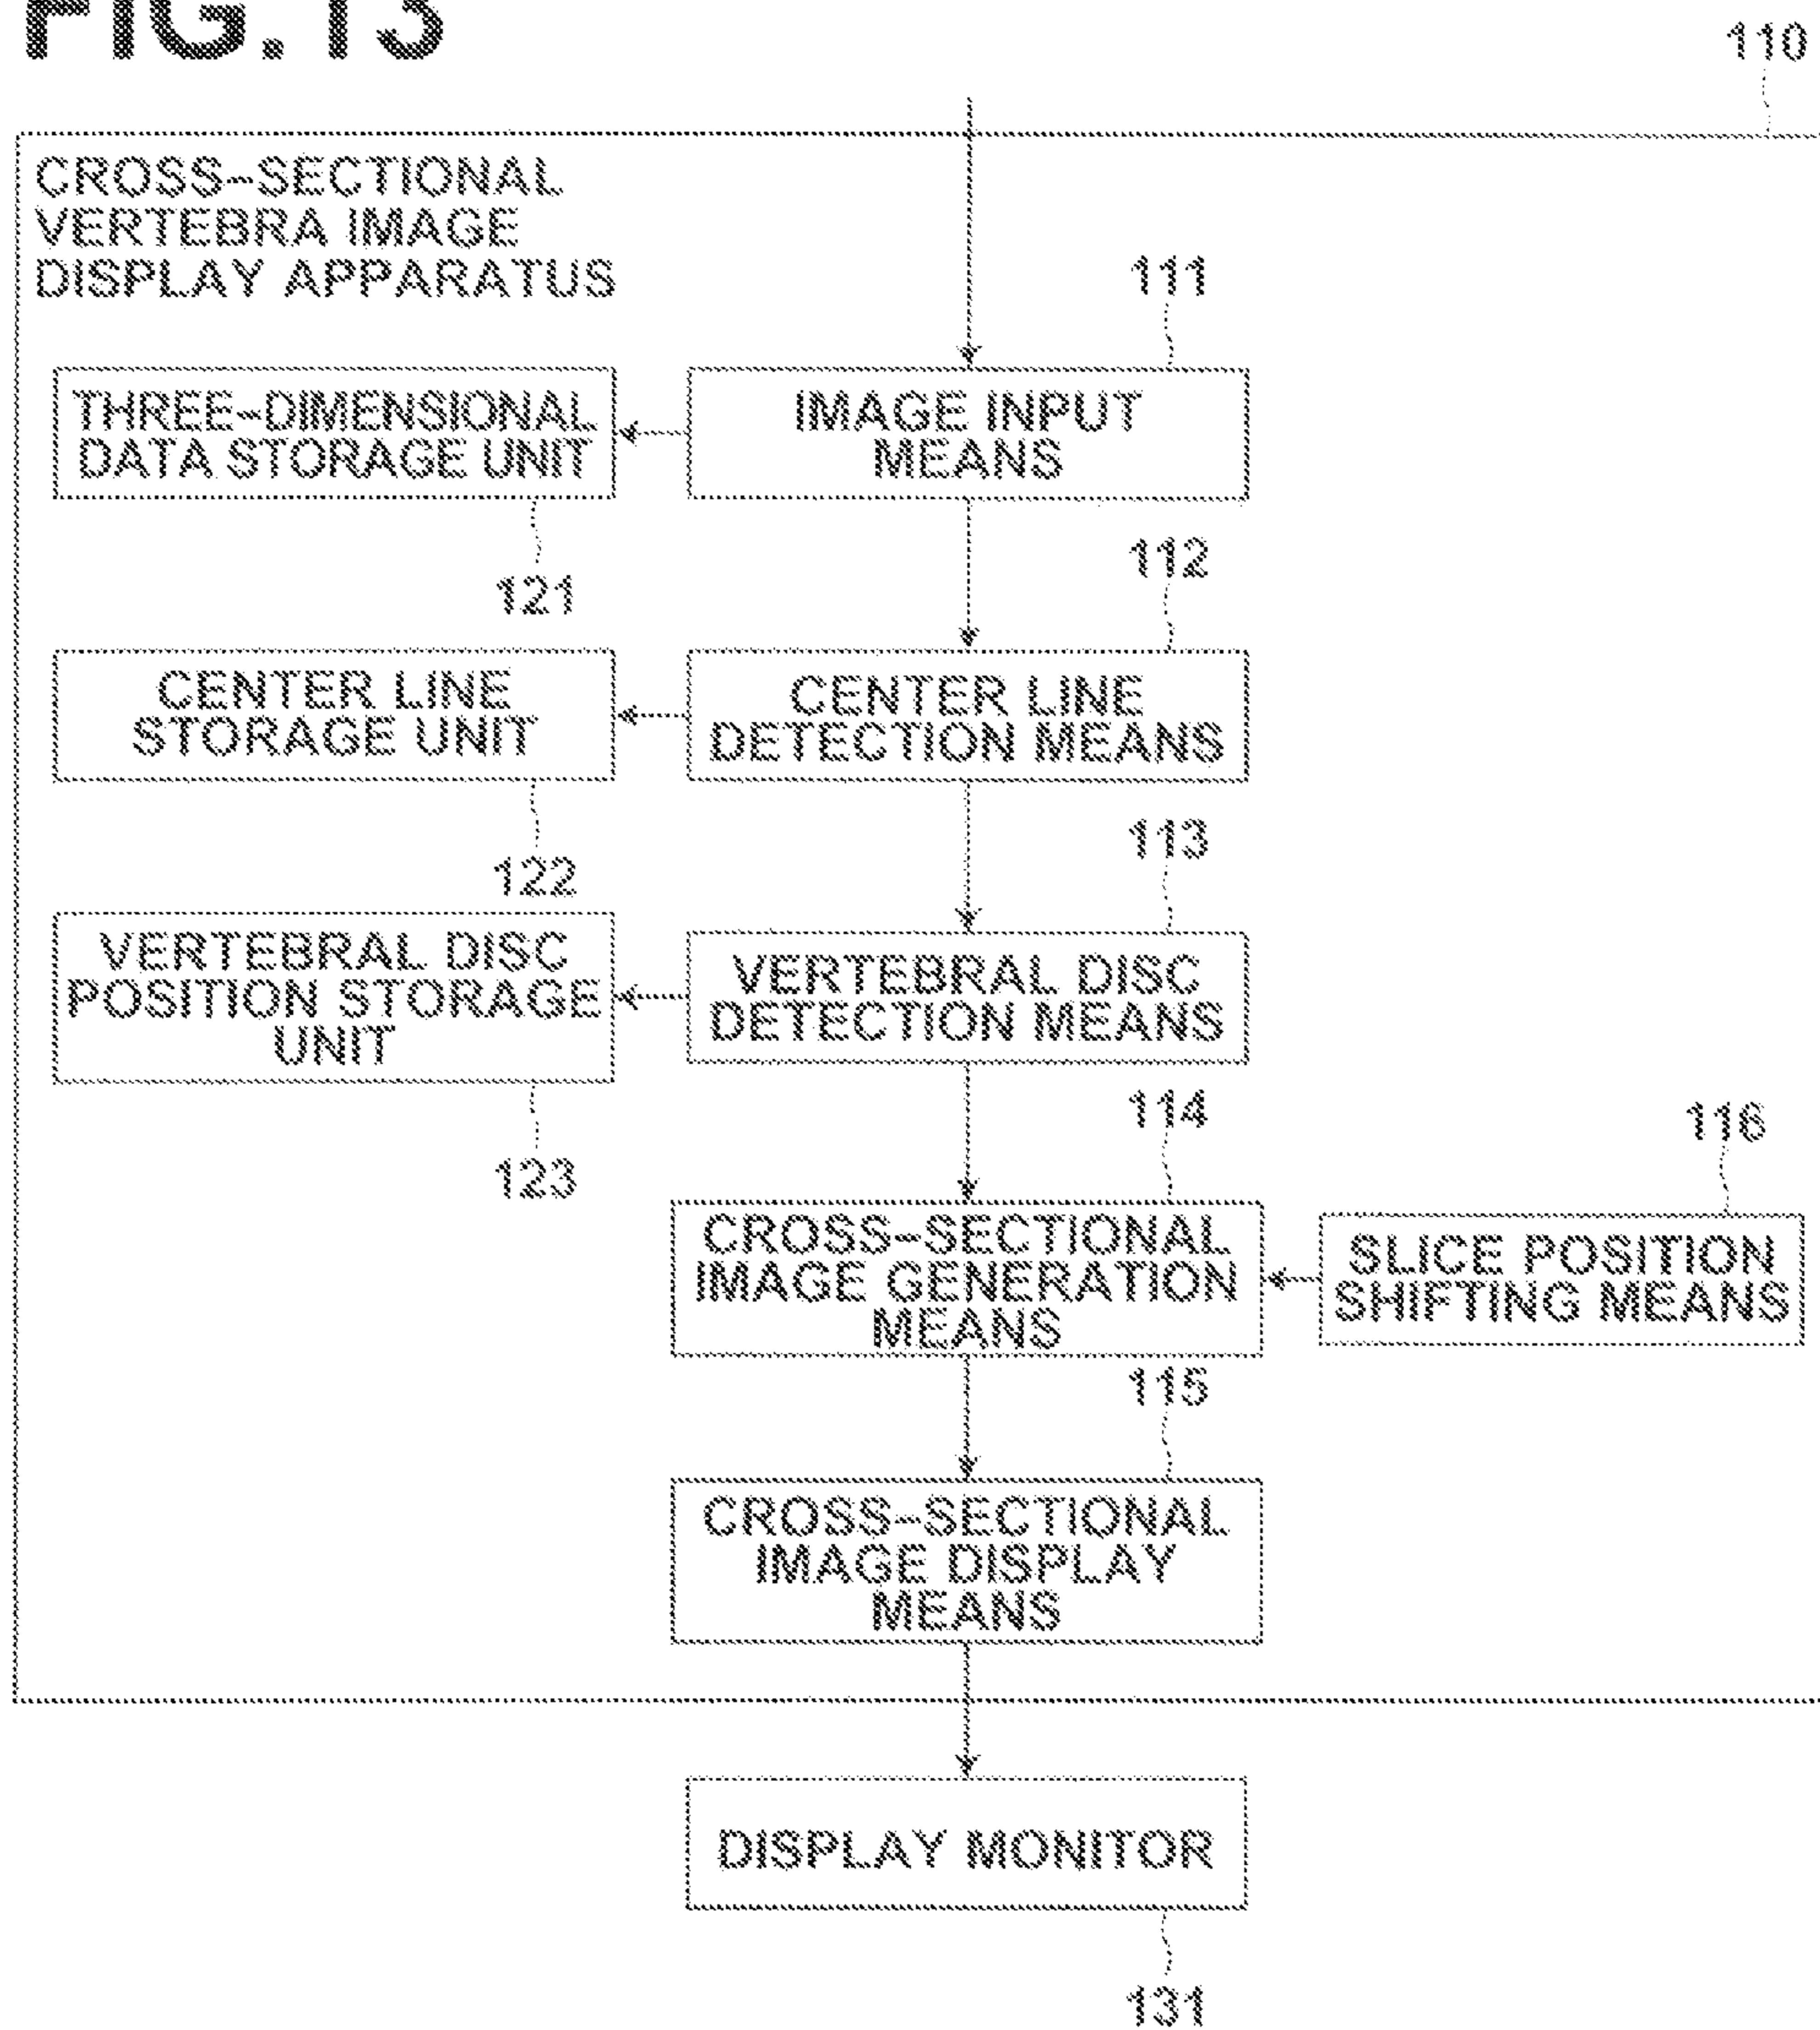 FIG.13
110
CROSS-SECTIONAL
VERTEBRA IMAGE
DISPLAY APPARATUS
111
THREE-DIMENSIONAL
DATA STORAGE UNIT
IMAGE INPUT
MEANS
121
112
CENTER LINE
STORAGE UNIT
CENTER LINE
DETECTION MEANS
122
113
VERTEBRAL DISC
POSITION STORAGE
UNIT
VERTEBRAL DISC
DETECTION MEANS
123
114
116
CROSS-SECTIONAL
IMAGE GENERATION
MEANS
SLICE POSITION
SHIFTING MEANS
115
CROSS-SECTIONAL
IMAGE DISPLAY
MEANS
DISPLAY MONITOR
131